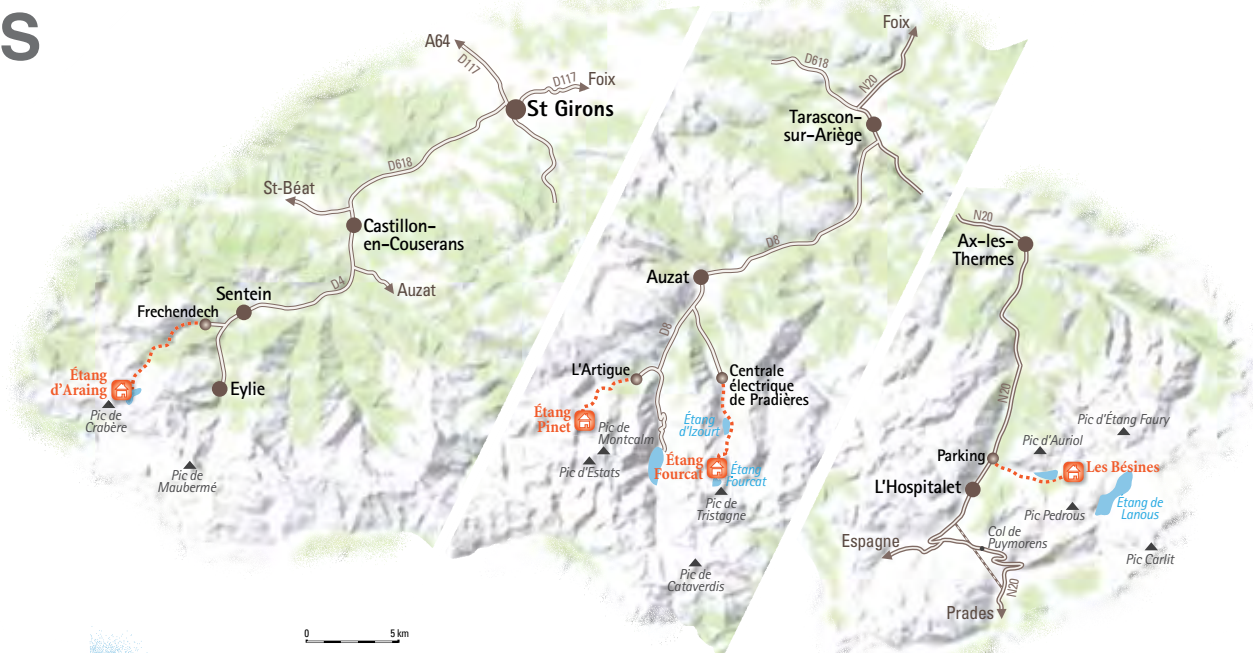 S
A64
D117
D117
Foix
St Girons
D618
St-Béat
Castillon-
en-Couserans
D4
Auzat
Sentein
Frechendech
Étang
d'Araing
Eylie
Pic de
Crabère
Pic de
Maubermé
0
5 km
Foix
D618
N20
Tarascon-
sur-Ariège
D8
Auzat
D8
L'Artigue
Centrale
électrique
de Pradières
Étang
Pinet
Pic de
Montcalm
Étang
d'Izourt
Pic d'Estats
Étang
Fourcat
Étang
Fourcat
Pic de
Tristagne
Pic de
Cataverdis
N20
Ax-les-
Thermes
N20
Pic d'Étang Faury
Pic d'Auriol
Parking
Les Bésines
L'Hospitalet
Étang de
Lanous
Pic Pedrous
Espagne
Col de
Puymorens
Pic Carlit
N20
Prades